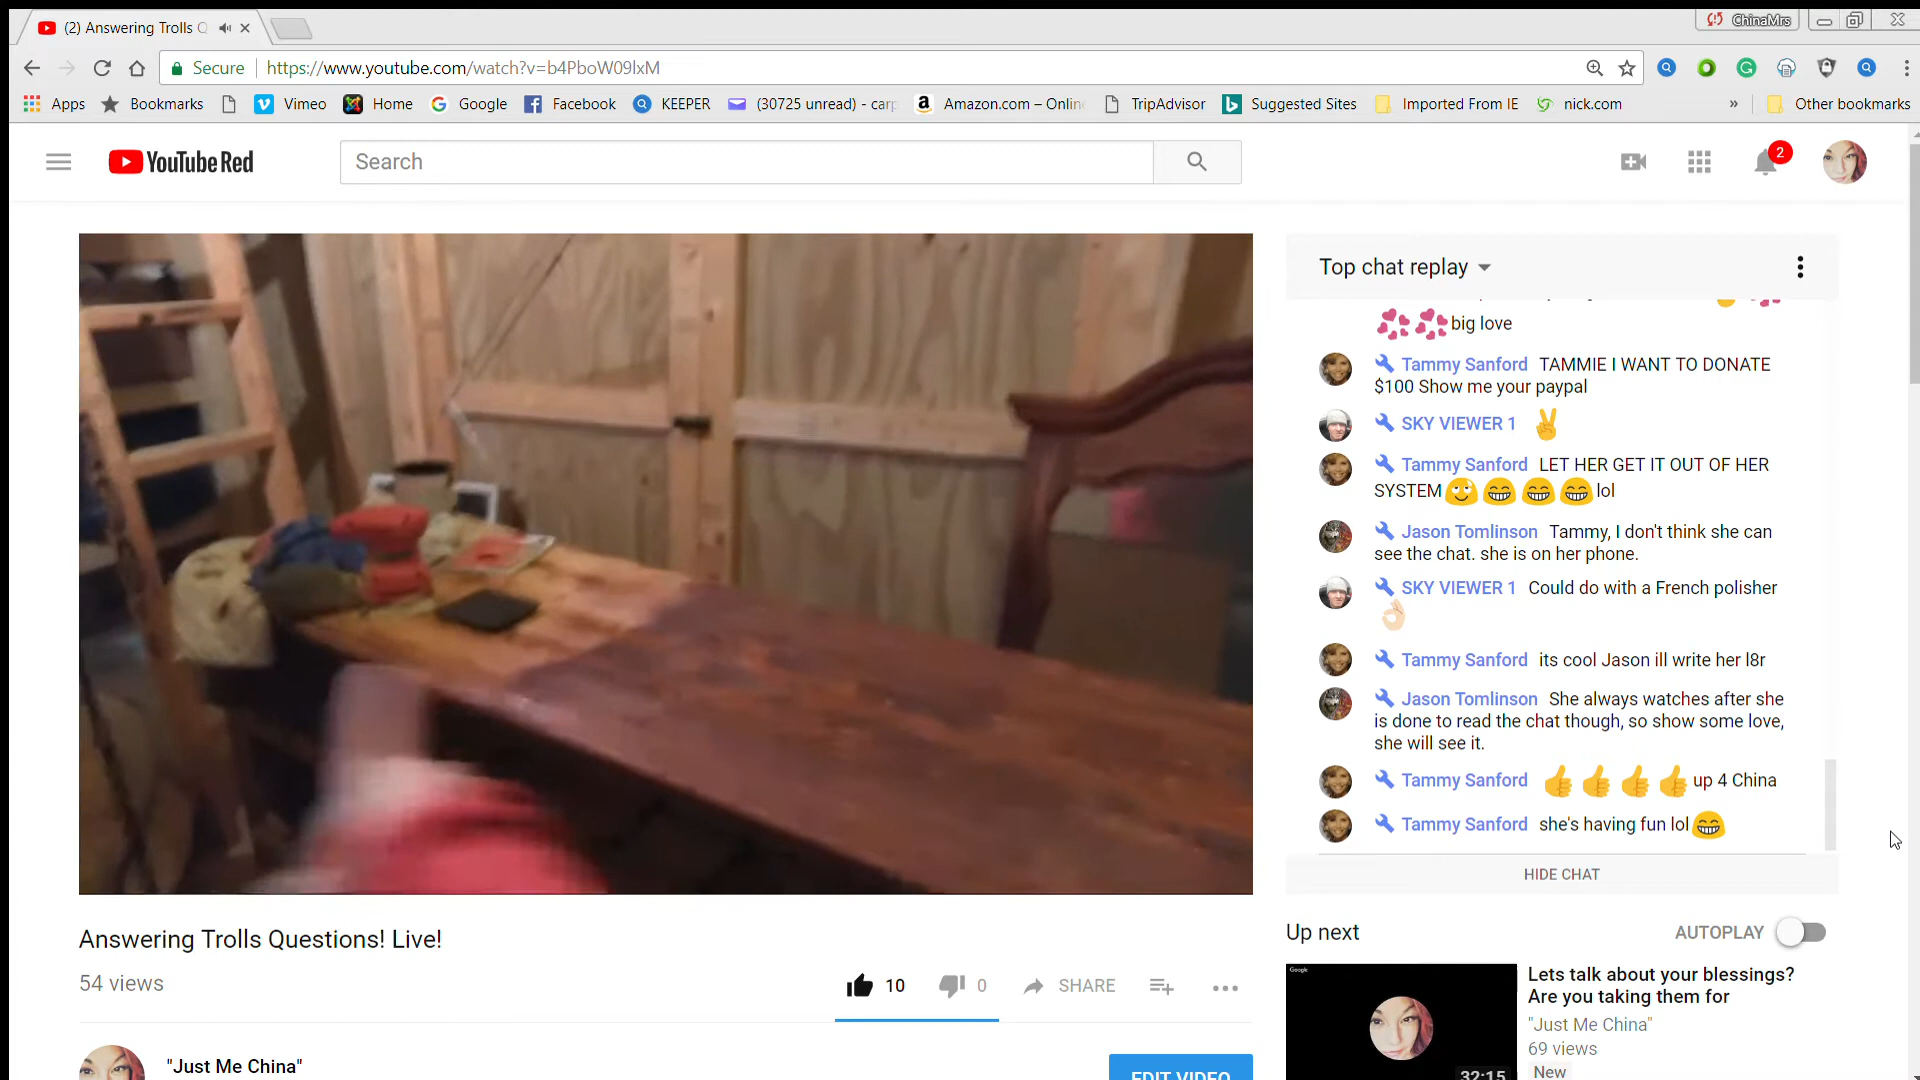 (2) Answering Trolls Q
ChinaMrs
Secure
https://www.youtube.com/watch?v=b4PboW09lxM
Apps
Bookmarks
Vimeo
Home
Google
Facebook
KEEPER
(30725 unread) - carp
Amazon.com – Onlin
TripAdvisor
Suggested Sites
Imported From IE
nick.com
»
Other bookmarks
YouTube Red
Search
2
Top chat replay
big love
Tammy Sanford TAMMIE I WANT TO DONATE
$100 Show me your paypal
SKY VIEWER 1 ✌
Tammy Sanford LET HER GET IT OUT OF HER
SYSTEM🙄😁😁😁lol
Jason Tomlinson Tammy, I don't think she can
see the chat. she is on her phone.
SKY VIEWER 1 Could do with a French polisher
👌🏻
Tammy Sanford its cool Jason ill write her l8r
Jason Tomlinson She always watches after she
is done to read the chat though, so show some love,
she will see it.
Tammy Sanford 👍👍👍👍up 4 China
Tammy Sanford she's having fun lol😁
HIDE CHAT
Answering Trolls Questions! Live!
54 views
10
0
SHARE
"Just Me China"
EDIT VIDEO
Up next
AUTOPLAY
Google
32:15
Lets talk about your blessings?
Are you taking them for
"Just Me China"
69 views
New